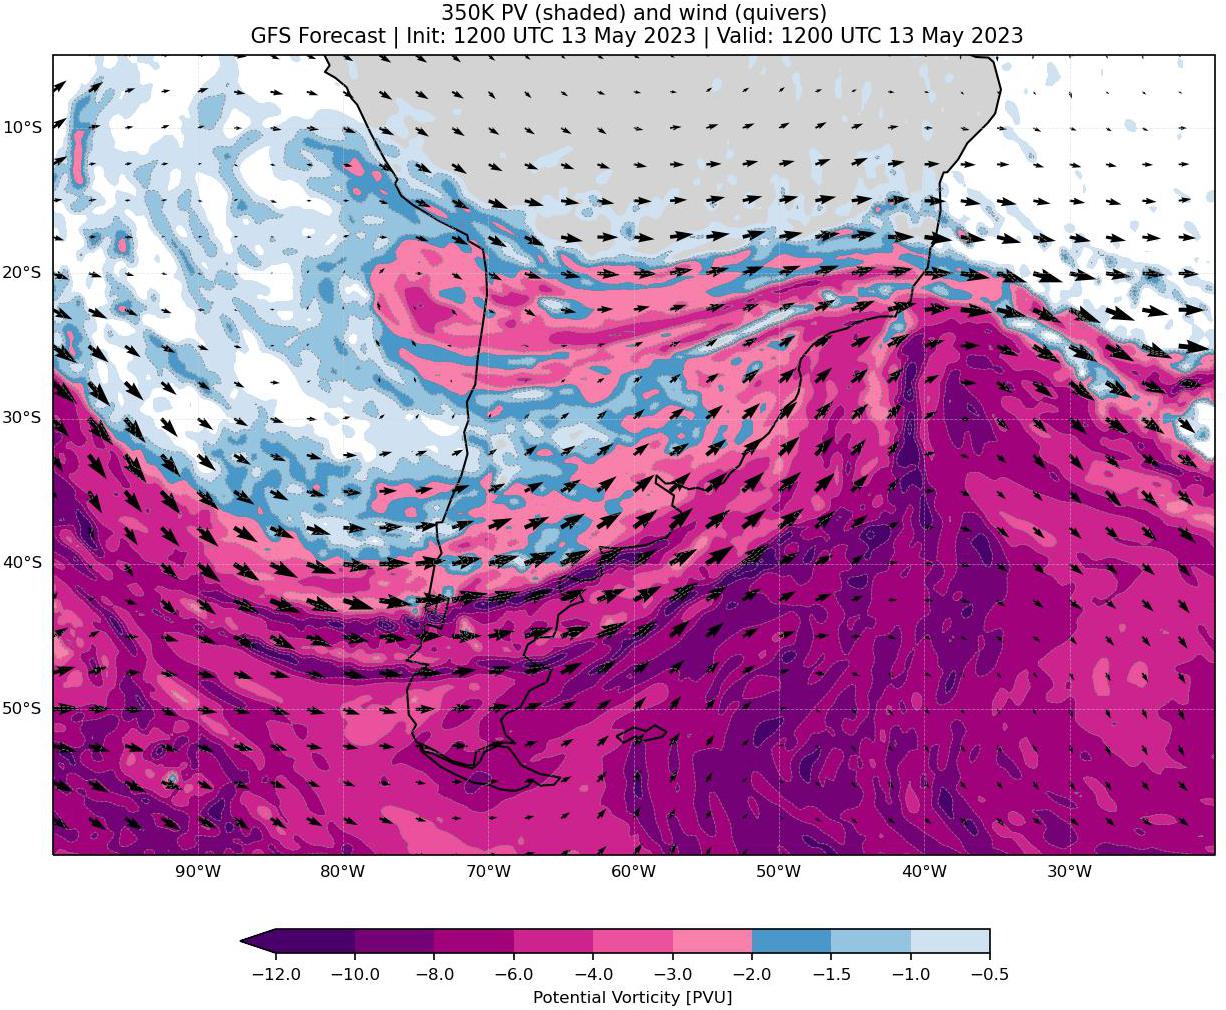 350K PV (shaded) and wind (quivers)
GFS Forecast | Init: 1200 UTC 13 May 2023 | Valid: 1200 UTC 13 May 2023
10°S
20°S
30°S
40°S
50°S
90°W 80°W 70°W 60°W 50°W 40°W 30°W
−12.0 −10.0 −8.0 −6.0 −4.0 −3.0 −2.0 −1.5 −1.0 −0.5
Potential Vorticity [PVU]